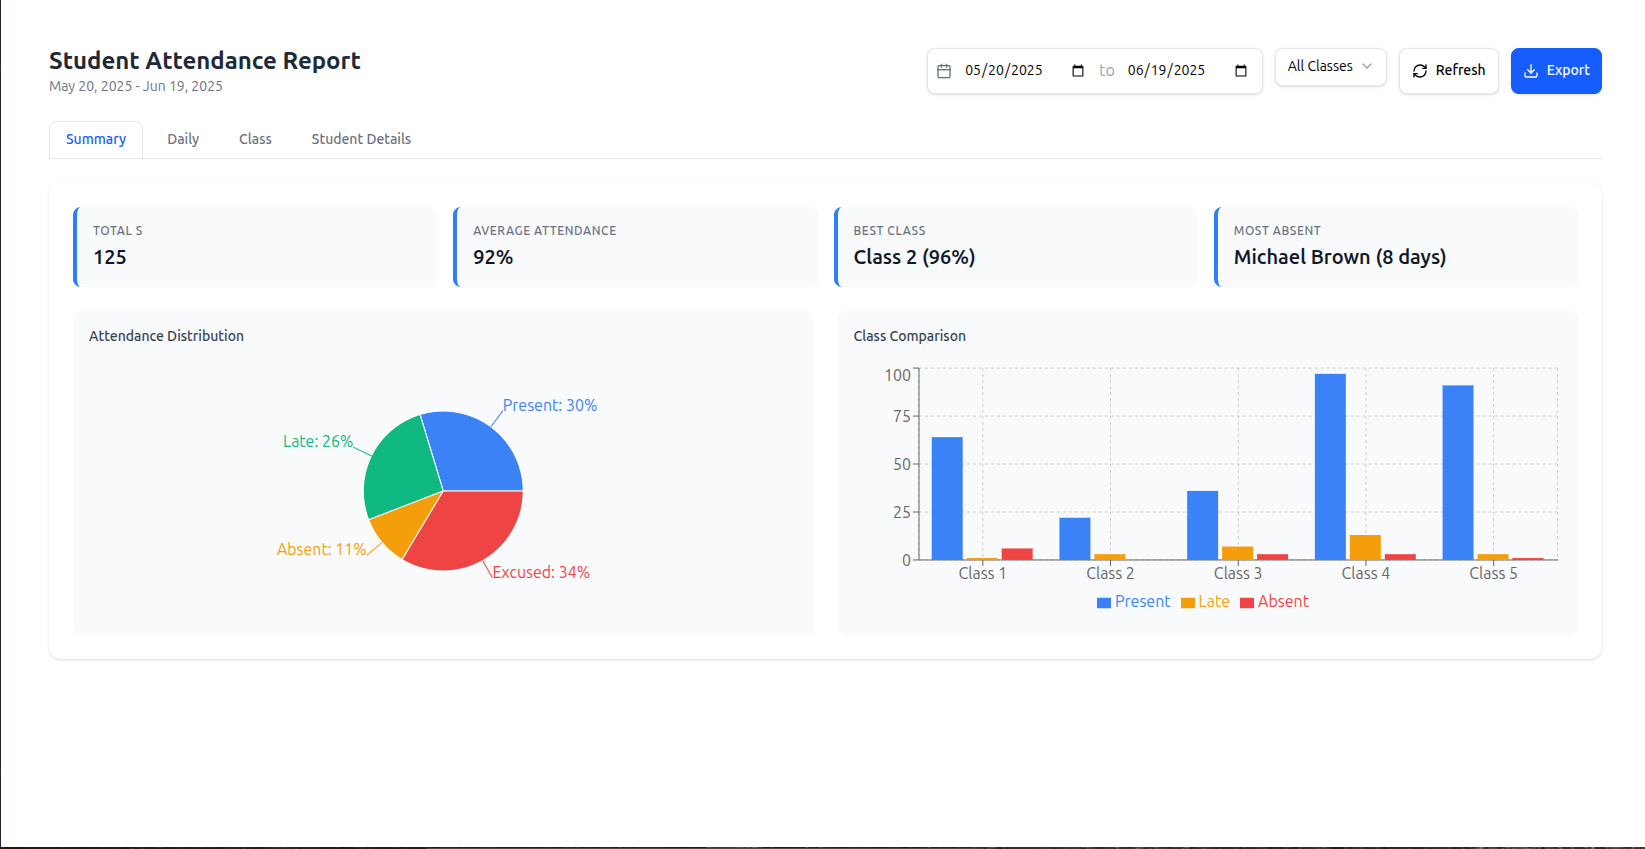 Student Attendance Report
May 20, 2025 - Jun 19, 2025
05/20/2025 to 06/19/2025
All Classes
Refresh
Export
Summary Daily Class Student Details
TOTAL S
125
AVERAGE ATTENDANCE
92%
BEST CLASS
Class 2 (96%)
MOST ABSENT
Michael Brown (8 days)
Attendance Distribution
Present: 30%
Late: 26%
Absent: 11%
Excused: 34%
Class Comparison
100
75
50
25
0
Class 1 Class 2 Class 3 Class 4 Class 5
Present Late Absent